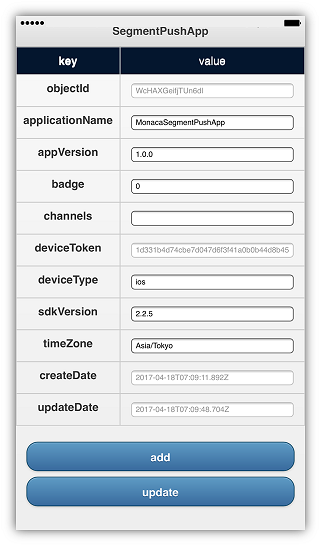 SegmentPushApp
key value
objectId WcHAXGeifjTUn6dl
applicationName MonacaSegmentPushApp
appVersion 1.0.0
badge 0
channels
deviceToken 1d331b4d74cbe7d047d6f3f41a0b0b44d8b45
deviceType ios
sdkVersion 2.2.5
timeZone Asia/Tokyo
createDate 2017-04-18T07:09:11.892Z
updateDate 2017-04-18T07:09:48.704Z
add
update